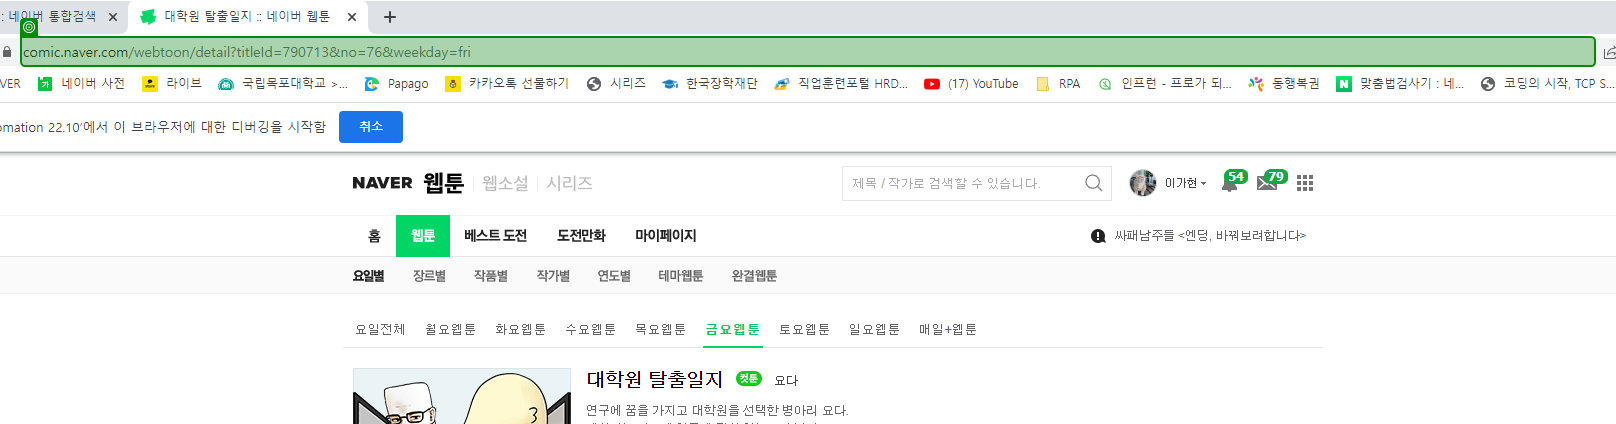 : 네이버 통합검색 대학원 탈출일지 :: 네이버 웹툰
comic.naver.com/webtoon/detail?titleId=790713&no=76&weekday=fri
VER 네이버 사전 라이브 국립목포대학교 >... Papago 카카오톡 선물하기 시리즈 한국장학재단 직업훈련포털 HRD... (17) YouTube RPA 인프런 - 프로가 되... 동행복권 맞춤법검사기 : 네... 코딩의 시작, TCP S...
omation 22.10'에서 이 브라우저에 대한 디버깅을 시작함 취소
NAVER 웹툰 웹소설 시리즈 제목 / 작가로 검색할 수 있습니다. 이가현 54 79
홈 웹툰 베스트 도전 도전만화 마이페이지 싸패남주들 <엔딩, 바꿔보려합니다>
요일별 장르별 작품별 작가별 연도별 테마웹툰 완결웹툰
요일전체 월요웹툰 화요웹툰 수요웹툰 목요웹툰 금요웹툰 토요웹툰 일요웹툰 매일+웹툰
대학원 탈출일지 컷툰 요다
연구에 꿈을 가지고 대학원을 선택한 병아리 요다.